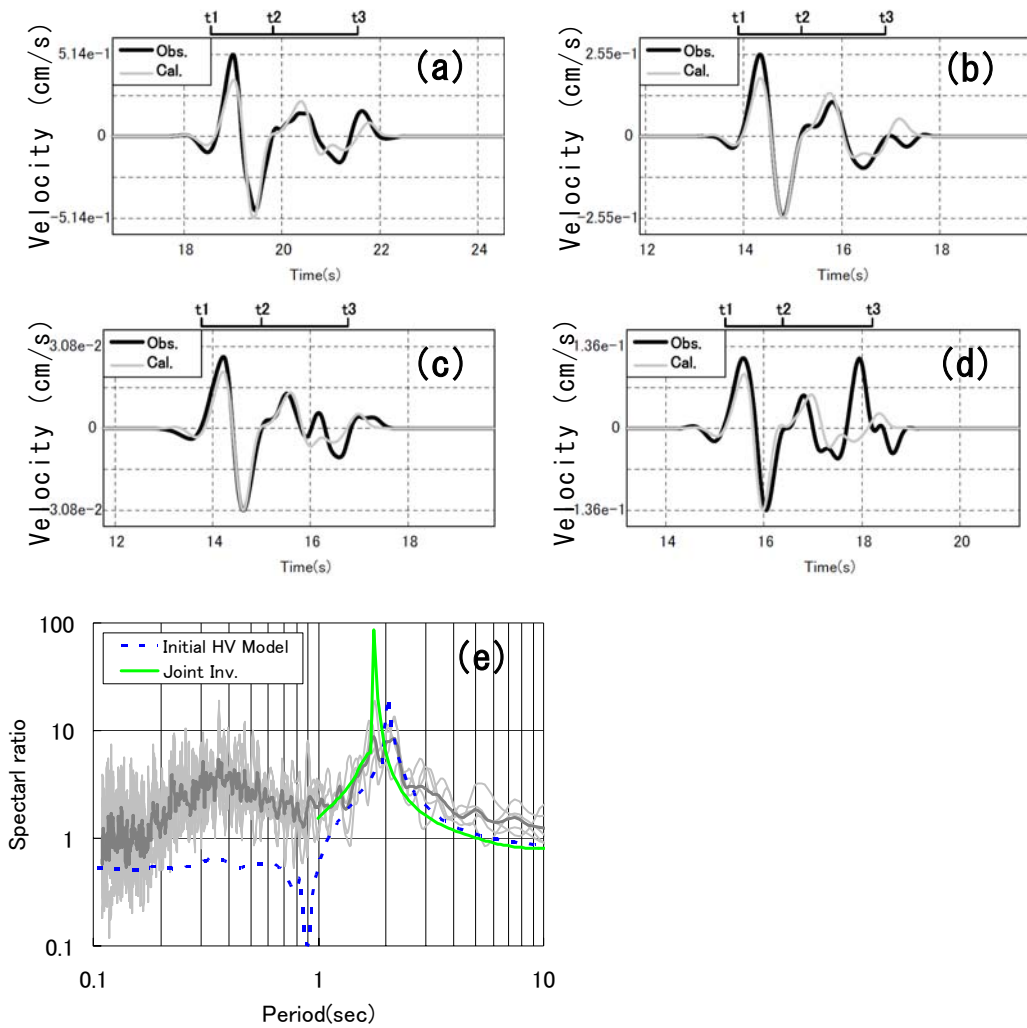 t1 t2 t3
Obs.
Cal.
(a)
Velocity (cm/s)
5.14e-1
0
-5.14e-1
18 20 22 24
Time(s)
t1 t2 t3
Obs.
Cal.
(b)
Velocity (cm/s)
2.55e-1
0
-2.55e-1
12 14 16 18
Time(s)
t1 t2 t3
Obs.
Cal.
(c)
Velocity (cm/s)
3.08e-2
0
-3.08e-2
12 14 16 18
Time(s)
t1 t2 t3
Obs.
Cal.
(d)
Velocity (cm/s)
1.36e-1
0
-1.36e-1
14 16 18 20
Time(s)
Initial HV Model
Joint Inv.
(e)
Spectarl ratio
100
10
1
0.1
0.1 1 10
Period(sec)